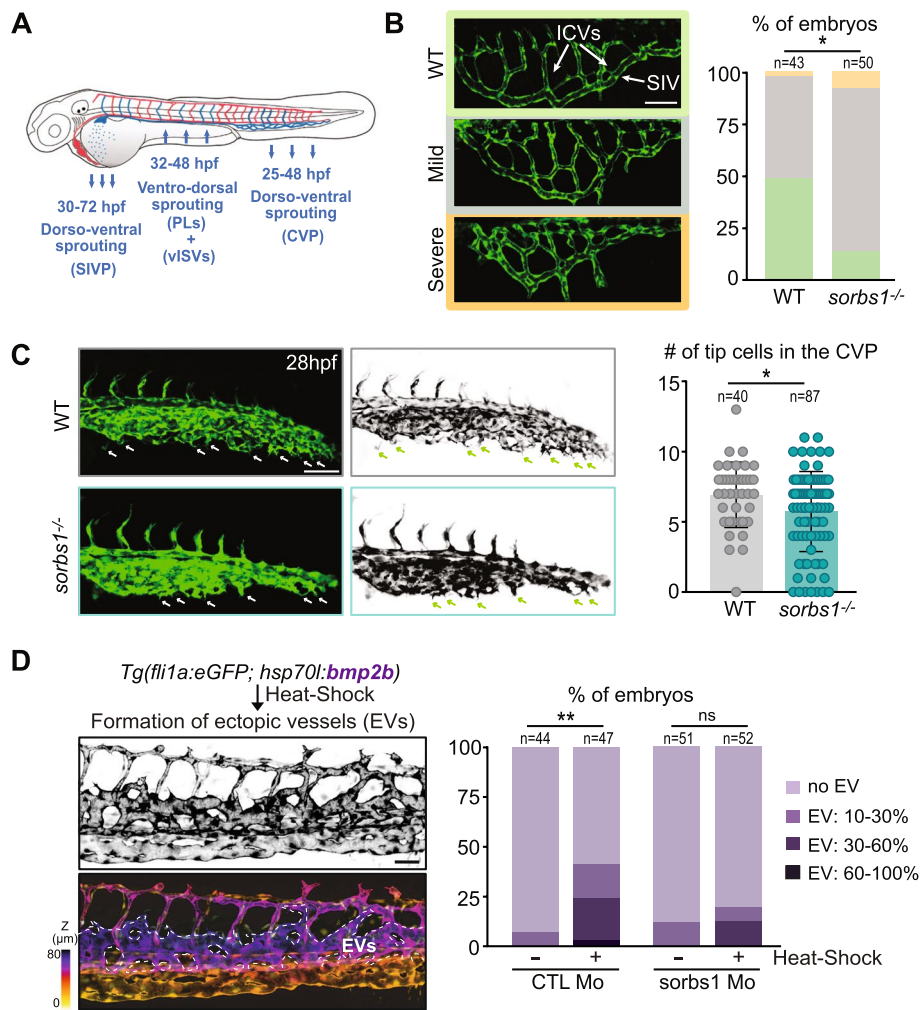 A
32-48 hpf
Ventro-dorsal
sprouting
(PLs)
+
(vISVs)
25-48 hpf
Dorso-ventral
sprouting
(CVP)
30-72 hpf
Dorso-ventral
sprouting
(SIVP)
B
WT
ICVs
SIV
Mild
Severe
% of embryos
*
n=43 n=50
100
75
50
25
0
WT sorbs1-/-
C
28hpf
WT
sorbs1-/-
# of tip cells in the CVP
*
n=40 n=87
15
10
5
0
WT sorbs1-/-
D
Tg(fli1a:eGFP; hsp70l:bmp2b)
Heat-Shock
Formation of ectopic vessels (EVs)
Z
(µm)
80
0
EVs
% of embryos
** ns
n=44 n=47 n=51 n=52
100
75
50
25
0
- + - + Heat-Shock
CTL Mo sorbs1 Mo
no EV
EV: 10-30%
EV: 30-60%
EV: 60-100%